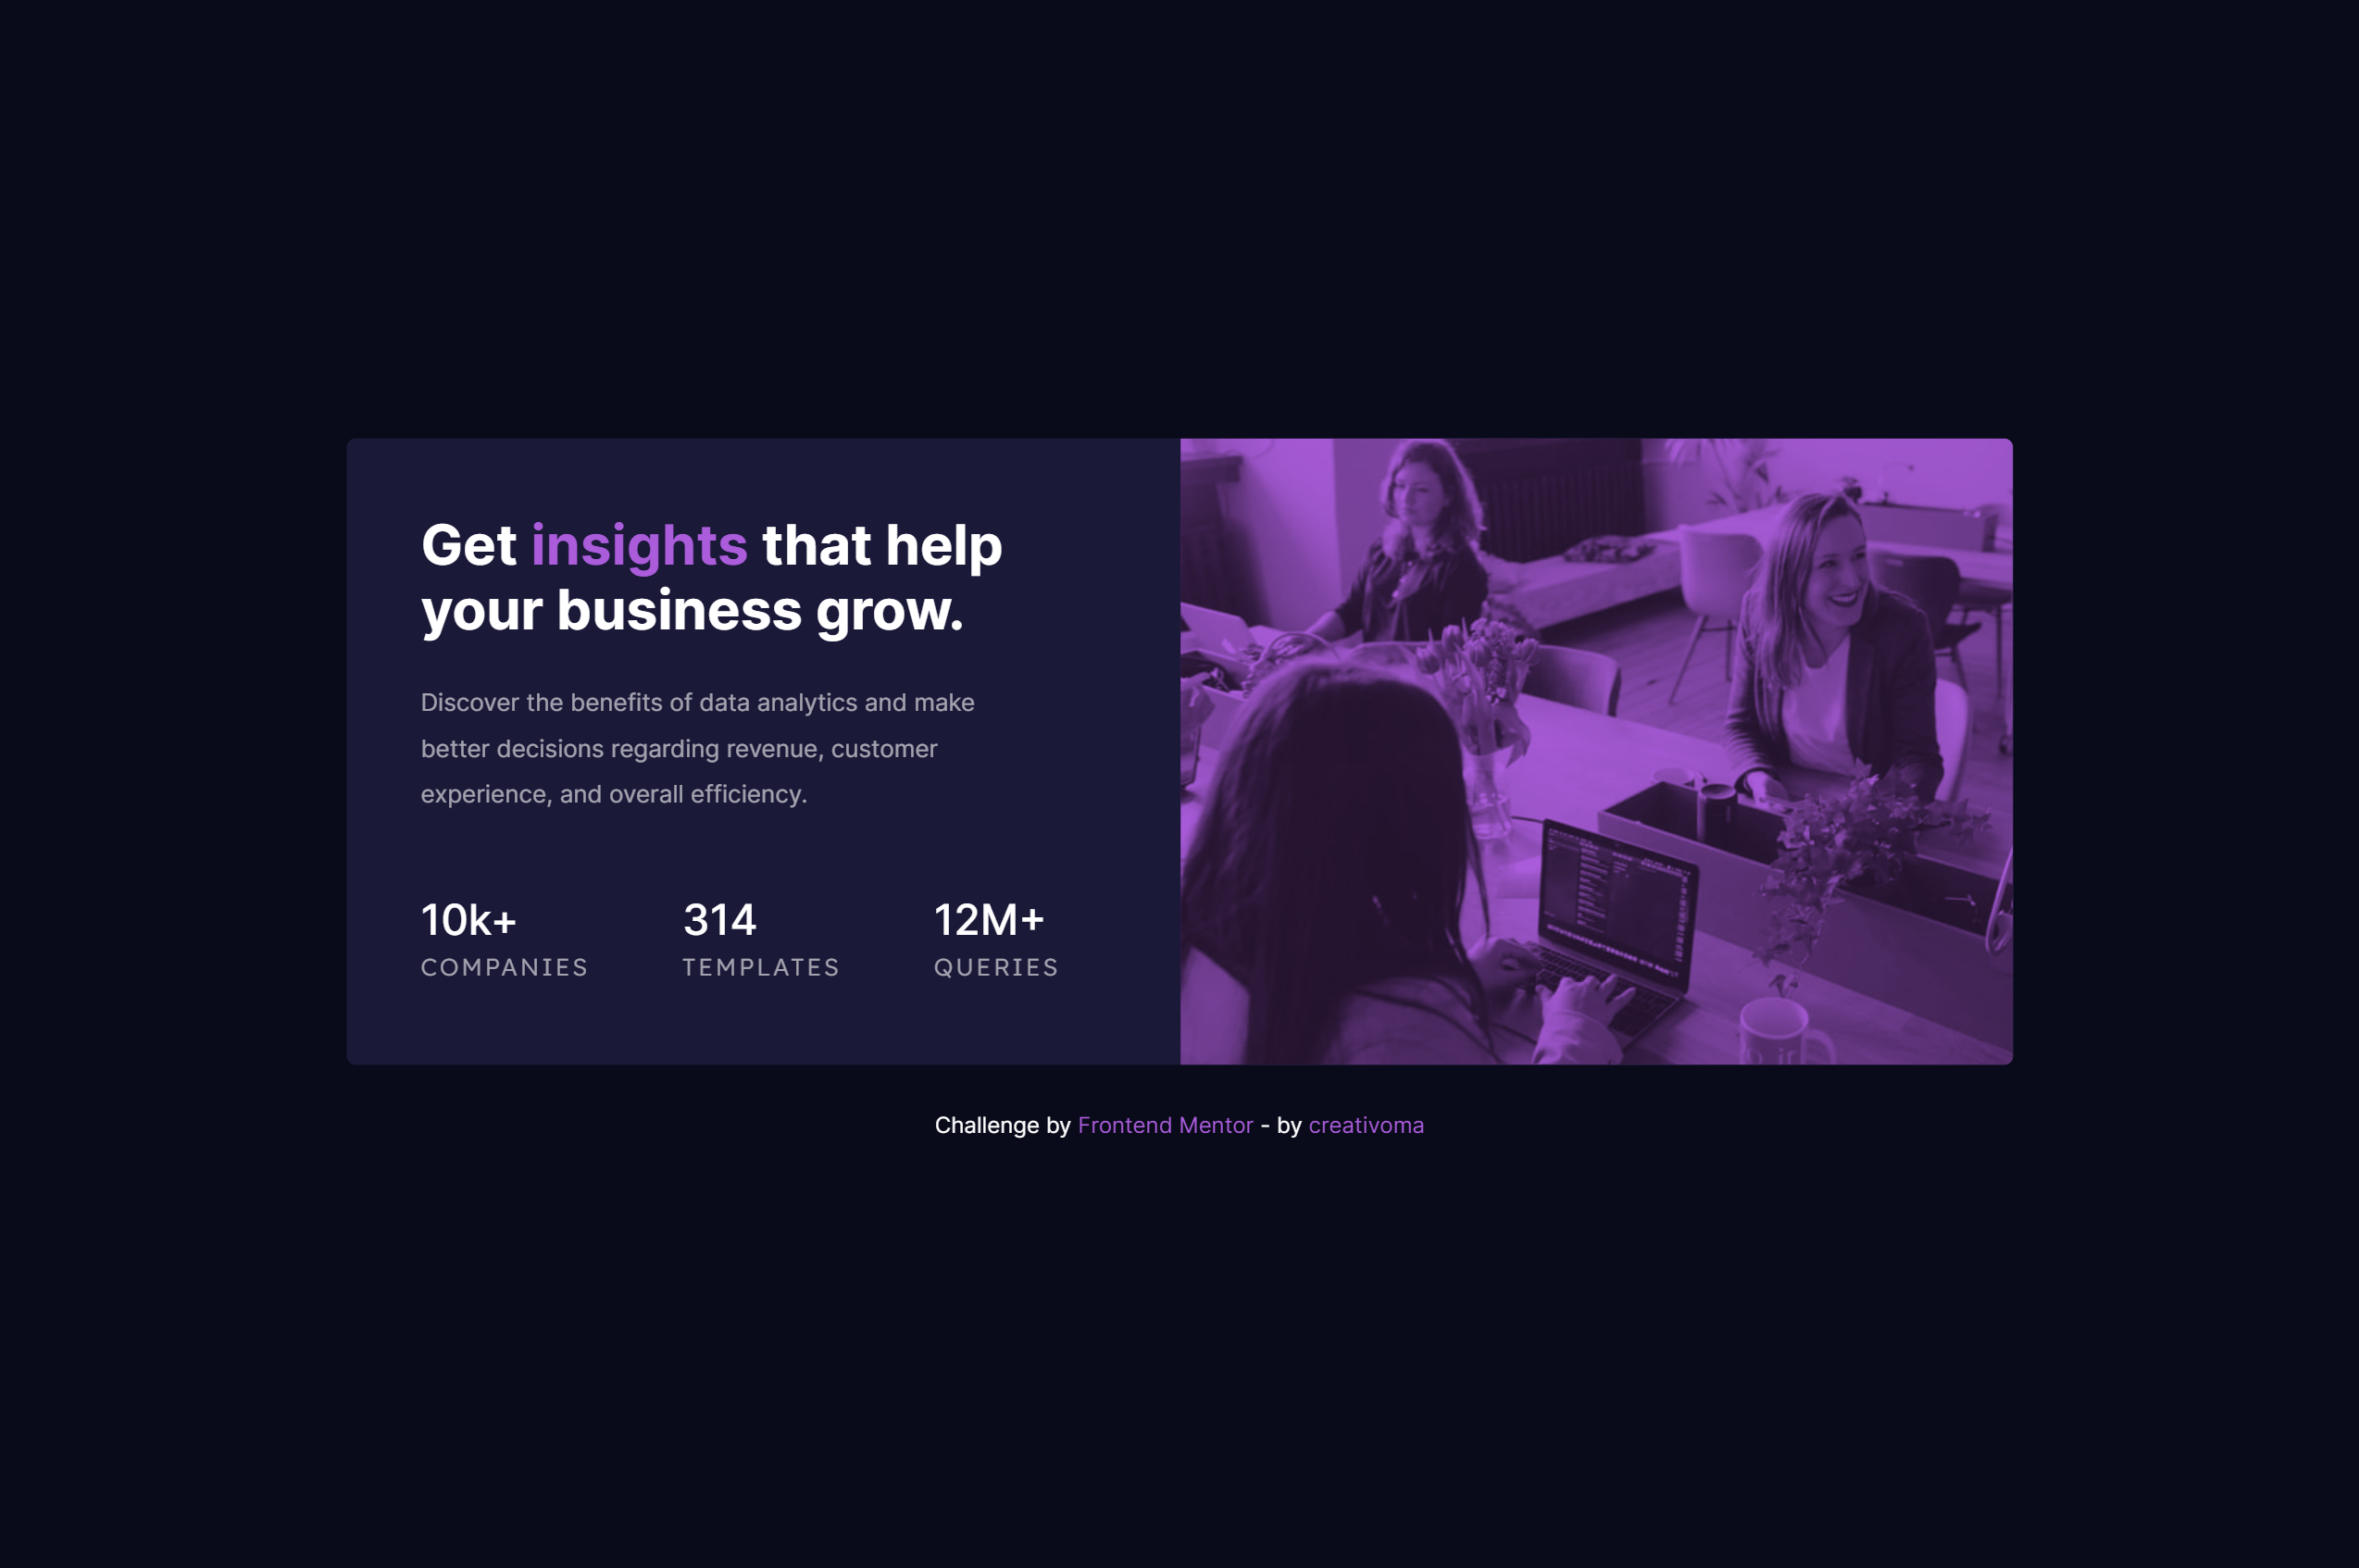 Get insights that help
your business grow.
Discover the benefits of data analytics and make
better decisions regarding revenue, customer
experience, and overall efficiency.
10k+
COMPANIES
314
TEMPLATES
12M+
QUERIES
Challenge by Frontend Mentor - by creativoma